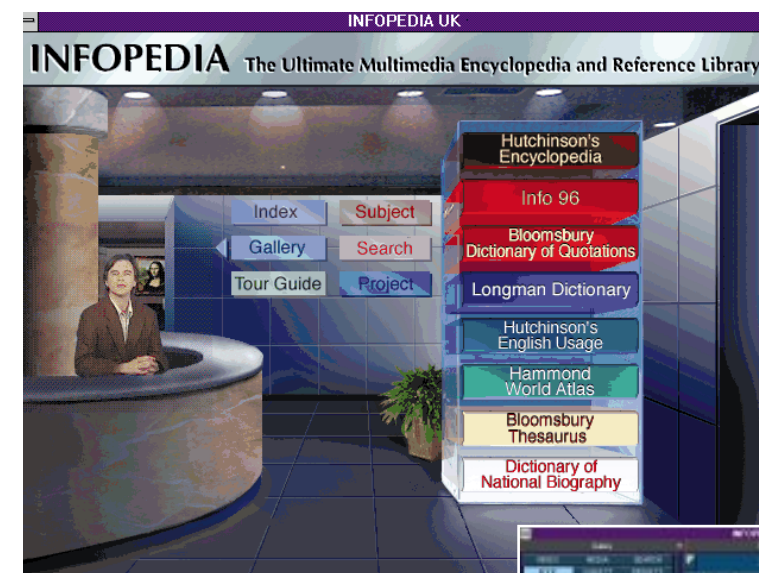 INFOPEDIA UK
INFOPEDIA The Ultimate Multimedia Encyclopedia and Reference Library
Index
Subject
Gallery
Search
Tour Guide
Project
Hutchinson's
Encyclopedia
Info 96
Bloomsbury
Dictionary of Quotations
Longman Dictionary
Hutchinson's
English Usage
Hammond
World Atlas
Bloomsbury
Thesaurus
Dictionary of
National Biography